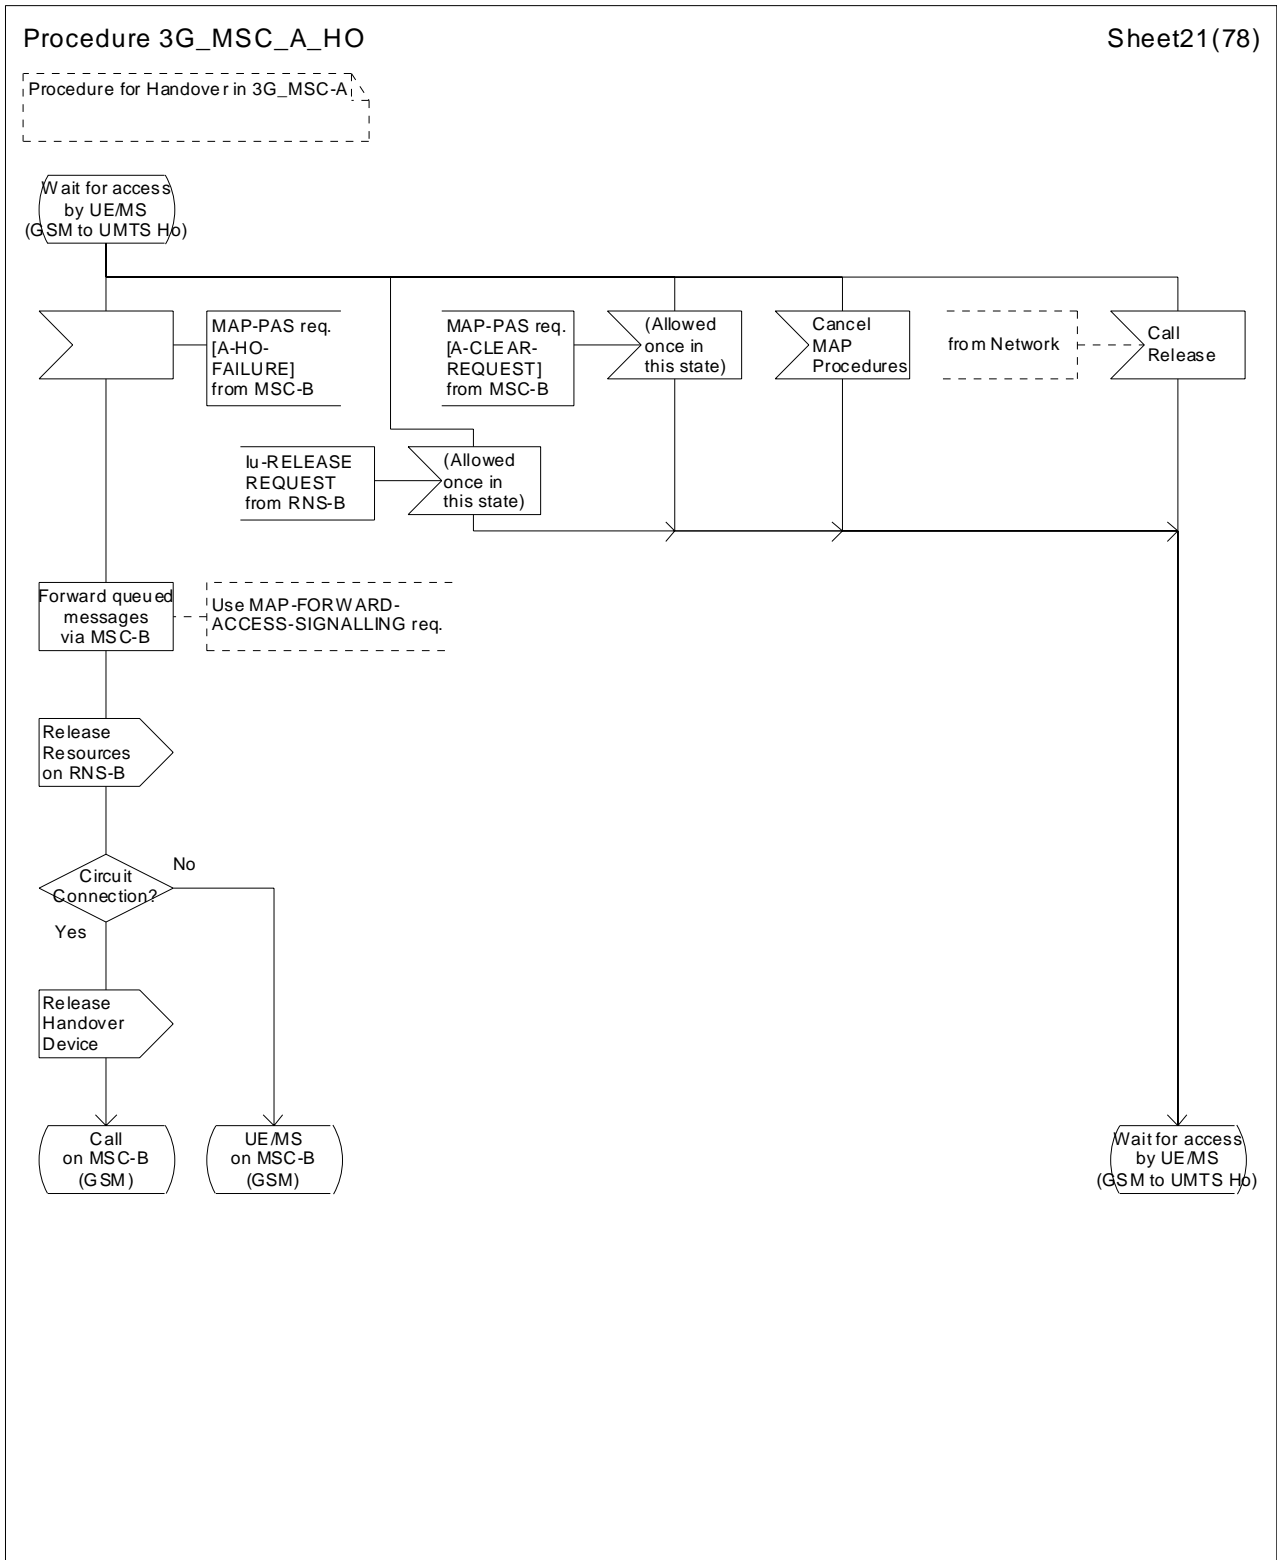 Procedure 3G_MSC_A_HO
Sheet21(78)
Procedure for Handover in 3G_MSC-A
Wait for access
by UE/MS
(GSM to UMTS Ho)
MAP-PAS req.
[A-HO-
FAILURE]
from MSC-B
MAP-PAS req.
[A-CLEAR-
REQUEST]
from MSC-B
(Allowed
once in
this state)
Cancel
MAP
Procedures
from Network
Call
Release
Iu-RELEASE
REQUEST
from RNS-B
(Allowed
once in
this state)
Forward queued
messages
via MSC-B
Use MAP-FORWARD-
ACCESS-SIGNALLING req.
Release
Resources
on RNS-B
Circuit
Connection?
No
Yes
Release
Handover
Device
Call
on MSC-B
(GSM)
UE/MS
on MSC-B
(GSM)
Wait for access
by UE/MS
(GSM to UMTS Ho)